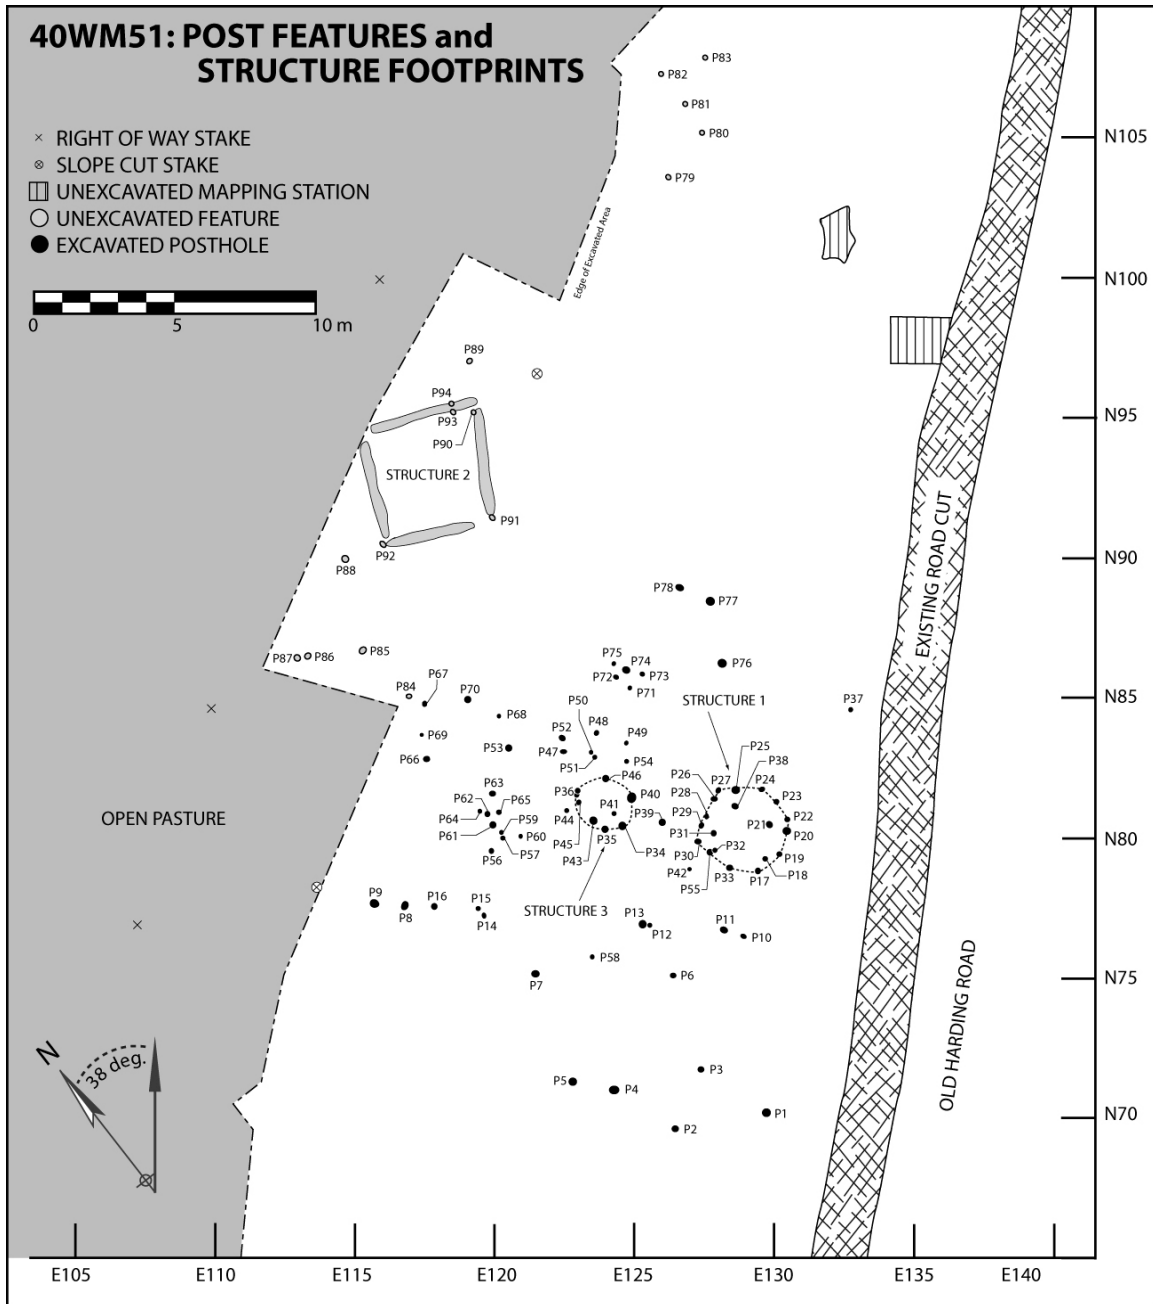 40WM51: POST FEATURES and
STRUCTURE FOOTPRINTS
RIGHT OF WAY STAKE
SLOPE CUT STAKE
UNEXCAVATED MAPPING STATION
UNEXCAVATED FEATURE
EXCAVATED POSTHOLE
0 5 10 m
Edge of Excavated Area
P83
P82
P81
P80
P79
N105
N100
P89
P94
P93
P90
N95
STRUCTURE 2
P91
P92
P88
N90
EXISTING ROAD CUT
P78
P77
P87
P86
P85
P75
P74
P72
P73
P71
P76
P84
P67
P70
P68
P50
P48
STRUCTURE 1
P37
N85
P69
P66
P53
P52
P47
P51
P49
P54
P25
P38
P46
P26
P27
P24
P63
P36
P40
P28
P23
P62
P65
P64
P59
P41
P39
P29
P22
P44
P21
P20
N80
OPEN PASTURE
P61
P60
P57
P45
P35
P31
P32
P56
P43
P34
P30
P19
P18
P42
P33
P17
P55
P9
P8
P16
P15
P14
STRUCTURE 3
P13
P12
P11
P10
P58
P7
P6
N75
OLD HARDING ROAD
N
38 deg.
P5
P4
P3
P2
P1
N70
E105 E110 E115 E120 E125 E130 E135 E140